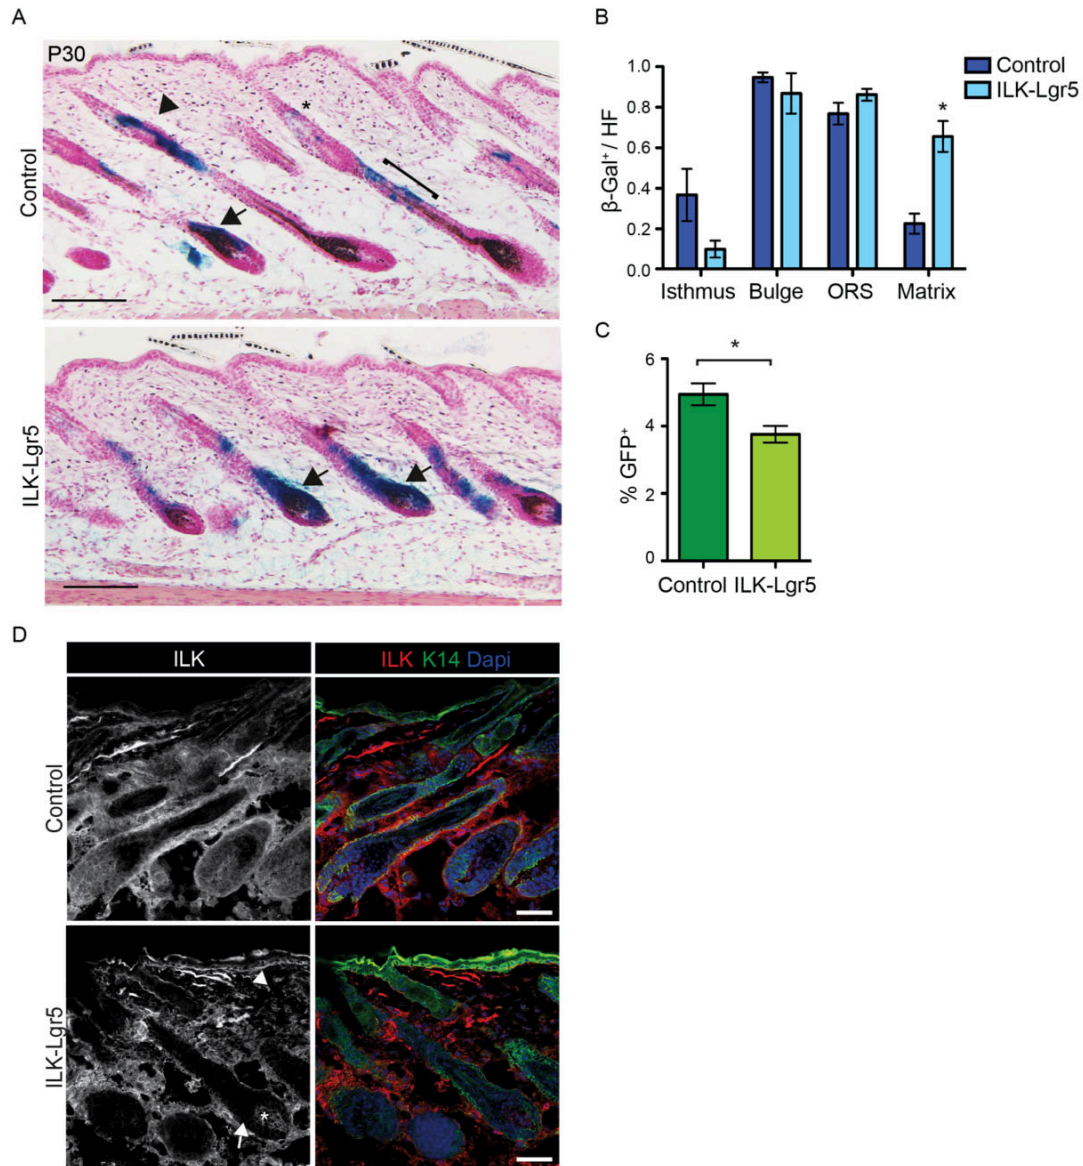 A
P30
*
Control
ILK-Lgr5
B
β-Gal⁺ / HF
1.0
0.8
0.6
0.4
0.2
0.0
*
Control
ILK-Lgr5
Isthmus Bulge ORS Matrix
C
% GFP⁺
6
4
2
0
*
Control ILK-Lgr5
D
ILK
ILK K14 Dapi
Control
ILK-Lgr5
*